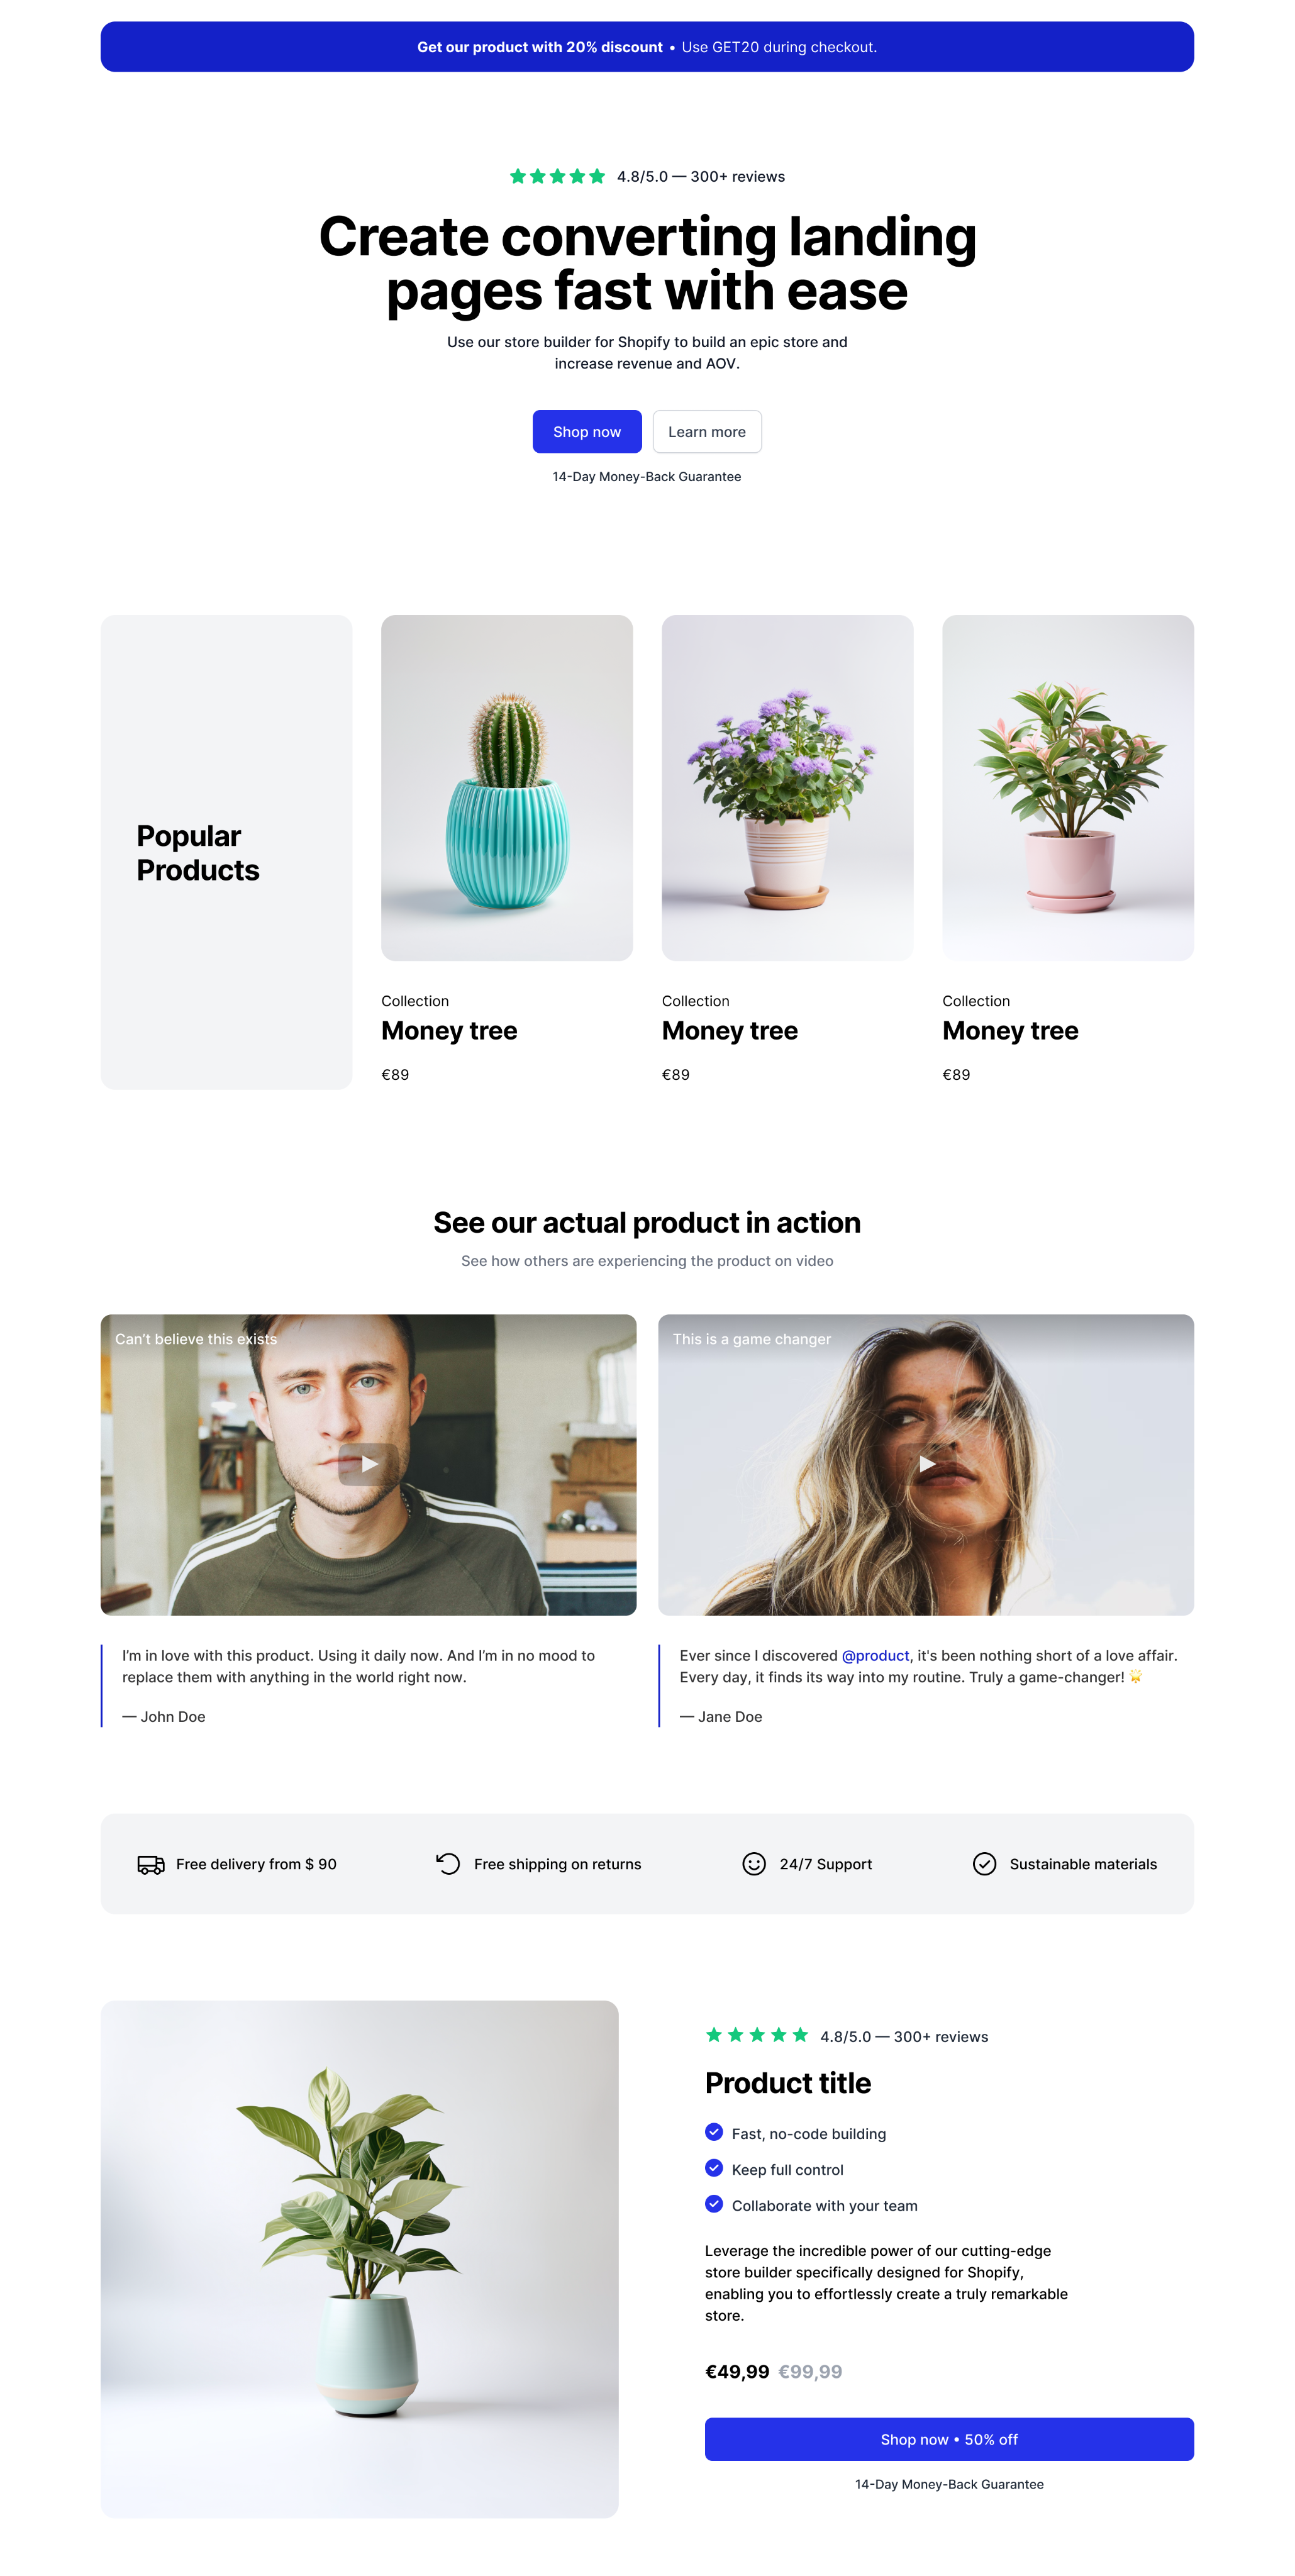 Get our product with 20% discount • Use GET20 during checkout.
4.8/5.0 — 300+ reviews
Create converting landing
pages fast with ease
Use our store builder for Shopify to build an epic store and
increase revenue and AOV.
Shop now
Learn more
14-Day Money-Back Guarantee
Popular
Products
Collection
Money tree
€89
Collection
Money tree
€89
Collection
Money tree
€89
See our actual product in action
See how others are experiencing the product on video
Can’t believe this exists
This is a game changer
I’m in love with this product. Using it daily now. And I’m in no mood to
replace them with anything in the world right now.
— John Doe
Ever since I discovered @product, it's been nothing short of a love affair.
Every day, it finds its way into my routine. Truly a game-changer! 🌟
— Jane Doe
Free delivery from $ 90
Free shipping on returns
24/7 Support
Sustainable materials
4.8/5.0 — 300+ reviews
Product title
Fast, no-code building
Keep full control
Collaborate with your team
Leverage the incredible power of our cutting-edge
store builder specifically designed for Shopify,
enabling you to effortlessly create a truly remarkable
store.
€49,99 €99,99
Shop now • 50% off
14-Day Money-Back Guarantee